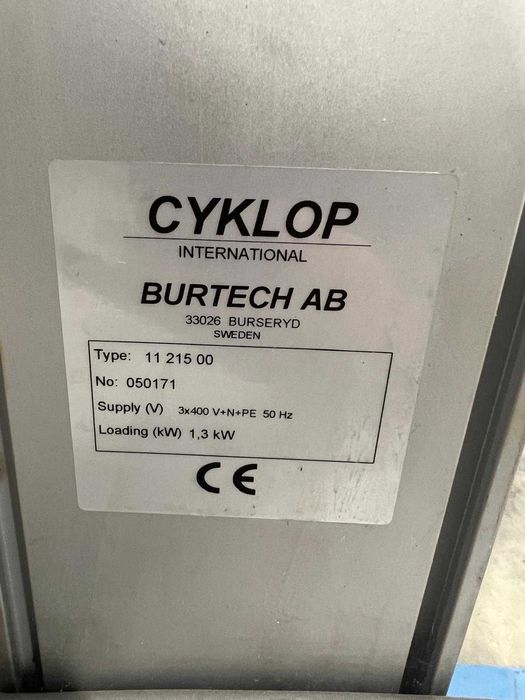 CYKLOP
INTERNATIONAL
BURTECH AB
33026 BURSERYD
SWEDEN
Type: 11 215 00
No: 050171
Supply (V) 3x400 V+N+PE 50 Hz
Loading (kW) 1,3 kW
CE